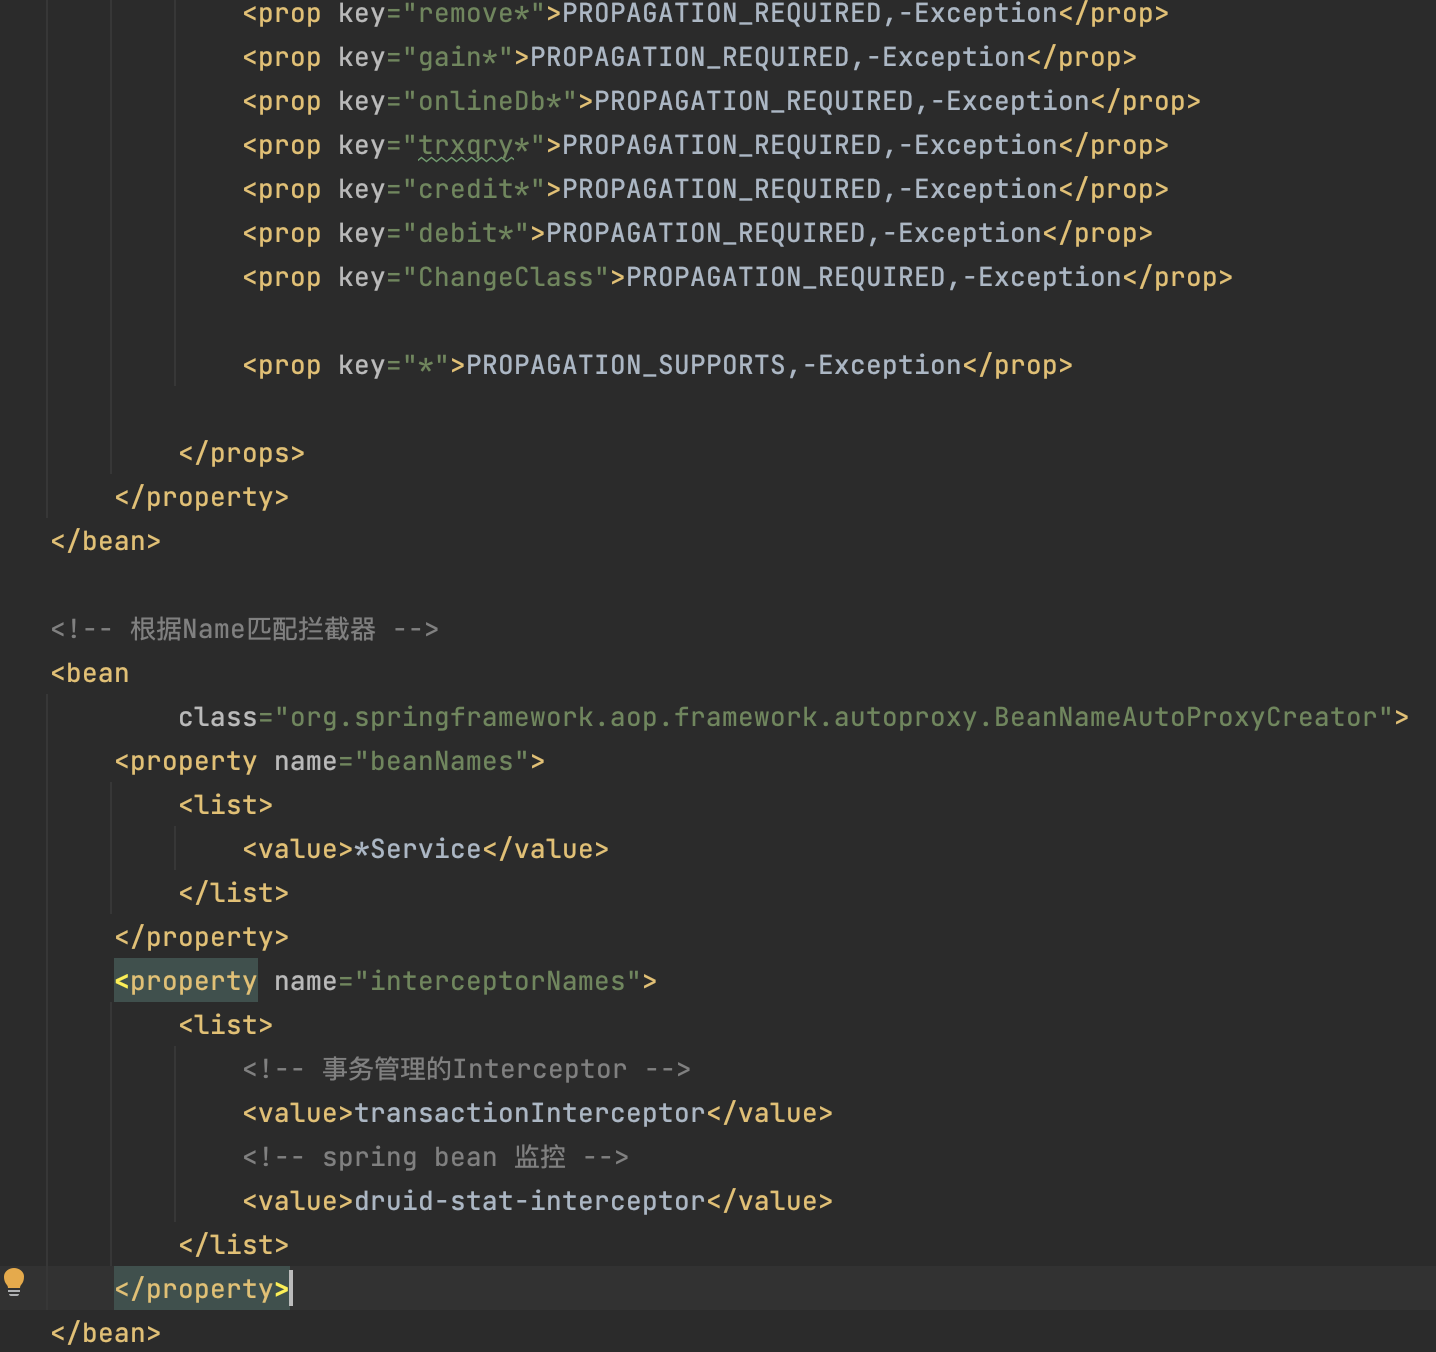 <prop key="remove*">PROPAGATION_REQUIRED,-Exception</prop>
<prop key="gain*">PROPAGATION_REQUIRED,-Exception</prop>
<prop key="onlineDb*">PROPAGATION_REQUIRED,-Exception</prop>
<prop key="trxqry*">PROPAGATION_REQUIRED,-Exception</prop>
<prop key="credit*">PROPAGATION_REQUIRED,-Exception</prop>
<prop key="debit*">PROPAGATION_REQUIRED,-Exception</prop>
<prop key="ChangeClass">PROPAGATION_REQUIRED,-Exception</prop>
<prop key="*">PROPAGATION_SUPPORTS,-Exception</prop>
</props>
</property>
</bean>
<!-- 根据Name匹配拦截器 -->
<bean
class="org.springframework.aop.framework.autoproxy.BeanNameAutoProxyCreator">
<property name="beanNames">
<list>
<value>*Service</value>
</list>
</property>
<property name="interceptorNames">
<list>
<!-- 事务管理的Interceptor -->
<value>transactionInterceptor</value>
<!-- spring bean 监控 -->
<value>druid-stat-interceptor</value>
</list>
</property>
</bean>